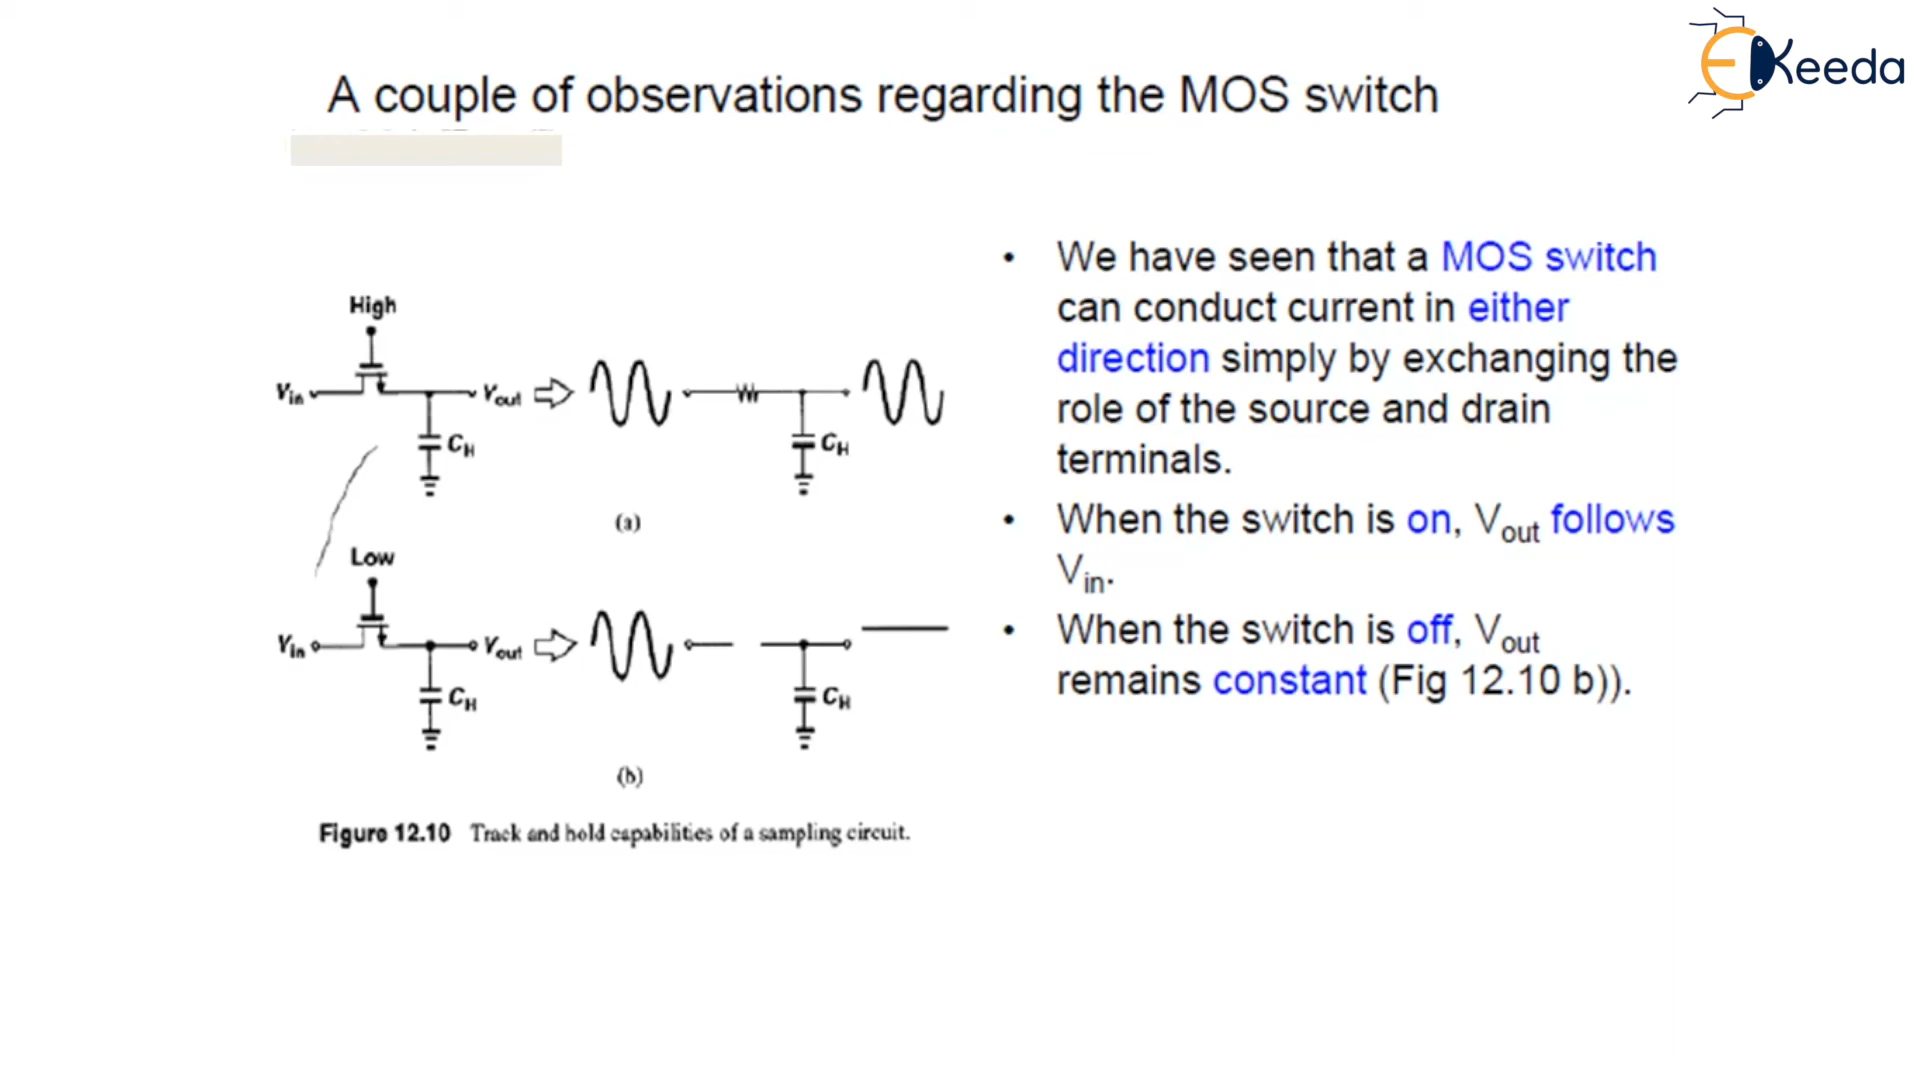 Keeda
A couple of observations regarding the MOS switch
High
Vin
Vout
CH
CH
(a)
Low
Vin
Vout
CH
CH
(b)
Figure 12.10 Track and hold capabilities of a sampling circuit.
• We have seen that a MOS switch
can conduct current in either
direction simply by exchanging the
role of the source and drain
terminals.
• When the switch is on, Vout follows
Vin.
• When the switch is off, Vout
remains constant (Fig 12.10 b)).